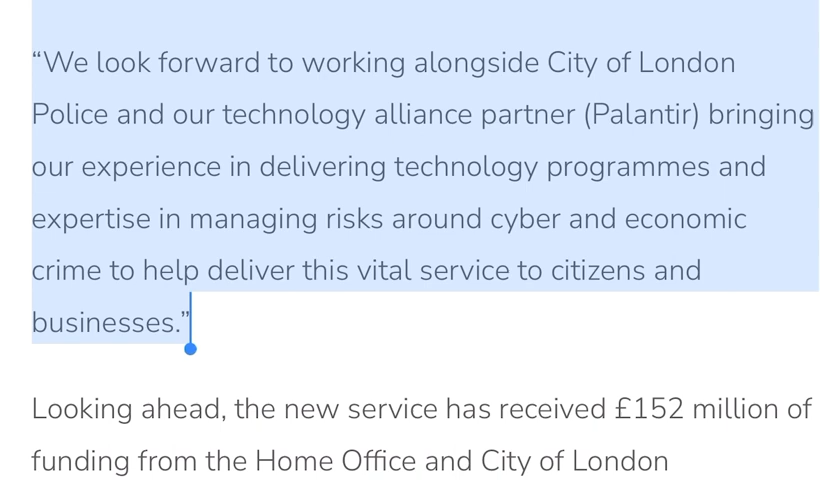 “We look forward to working alongside City of London
Police and our technology alliance partner (Palantir) bringing
our experience in delivering technology programmes and
expertise in managing risks around cyber and economic
crime to help deliver this vital service to citizens and
businesses.”
Looking ahead, the new service has received £152 million of
funding from the Home Office and City of London